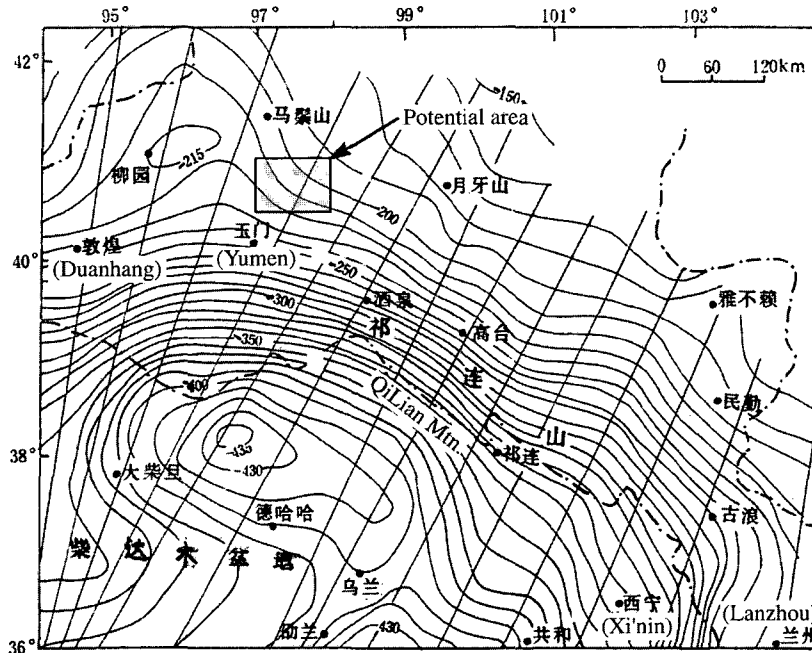 95° 97° 99° 101° 103°
42°
0 60 120km
-150
马鬃山
Potential area
-215
柳园
月牙山
-200
玉门
敦煌
(Yumen)
(Duanhang)
40°
-250
酒泉
-300
雅不赖
祁
高台
-350
连
-400
QiLian Mtn.
民勤
山
-435
祁连
38°
-430
大柴旦
德哈哈
古浪
柴达木盆地
乌兰
西宁
(Lanzhou
-430
(Xi'nin)
36°
共和
兰州